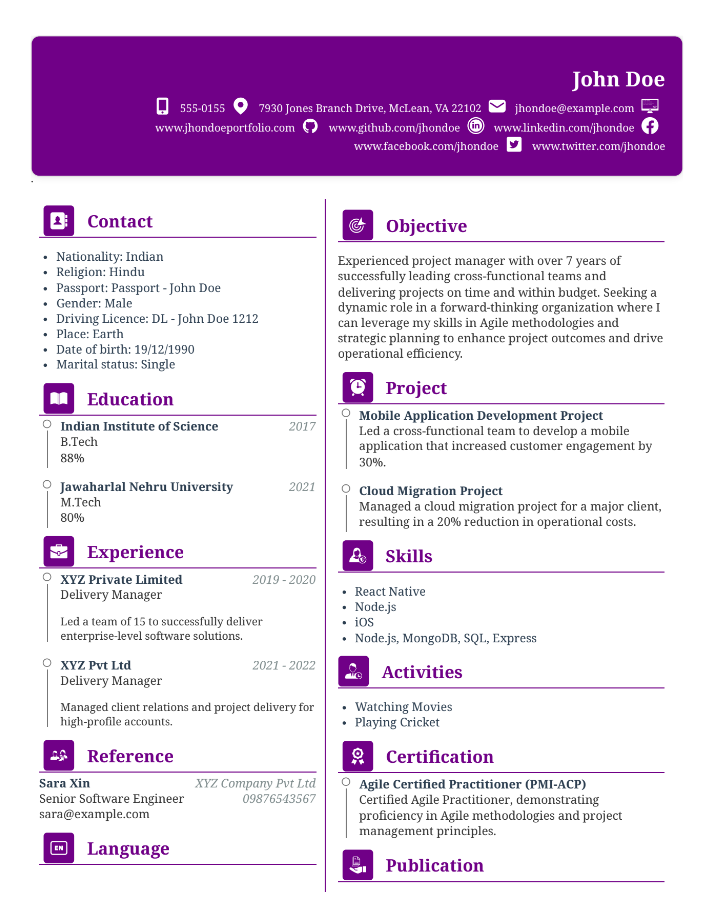 John Doe
555-0155 7930 Jones Branch Drive, McLean, VA 22102 jhondoe@example.com
www.jhondoeportfolio.com www.github.com/jhondoe www.linkedin.com/jhondoe
www.facebook.com/jhondoe www.twitter.com/jhondoe
.
Contact
• Nationality: Indian
• Religion: Hindu
• Passport: Passport - John Doe
• Gender: Male
• Driving Licence: DL - John Doe 1212
• Place: Earth
• Date of birth: 19/12/1990
• Marital status: Single
Education
Indian Institute of Science 2017
B.Tech
88%
Jawaharlal Nehru University 2021
M.Tech
80%
Experience
XYZ Private Limited 2019 - 2020
Delivery Manager
Led a team of 15 to successfully deliver
enterprise-level software solutions.
XYZ Pvt Ltd 2021 - 2022
Delivery Manager
Managed client relations and project delivery for
high-profile accounts.
Reference
Sara Xin XYZ Company Pvt Ltd
Senior Software Engineer 09876543567
sara@example.com
EN
Language
Objective
Experienced project manager with over 7 years of
successfully leading cross-functional teams and
delivering projects on time and within budget. Seeking a
dynamic role in a forward-thinking organization where I
can leverage my skills in Agile methodologies and
strategic planning to enhance project outcomes and drive
operational efficiency.
Project
Mobile Application Development Project
Led a cross-functional team to develop a mobile
application that increased customer engagement by
30%.
Cloud Migration Project
Managed a cloud migration project for a major client,
resulting in a 20% reduction in operational costs.
Skills
• React Native
• Node.js
• iOS
• Node.js, MongoDB, SQL, Express
Activities
• Watching Movies
• Playing Cricket
Certification
Agile Certified Practitioner (PMI-ACP)
Certified Agile Practitioner, demonstrating
proficiency in Agile methodologies and project
management principles.
Publication